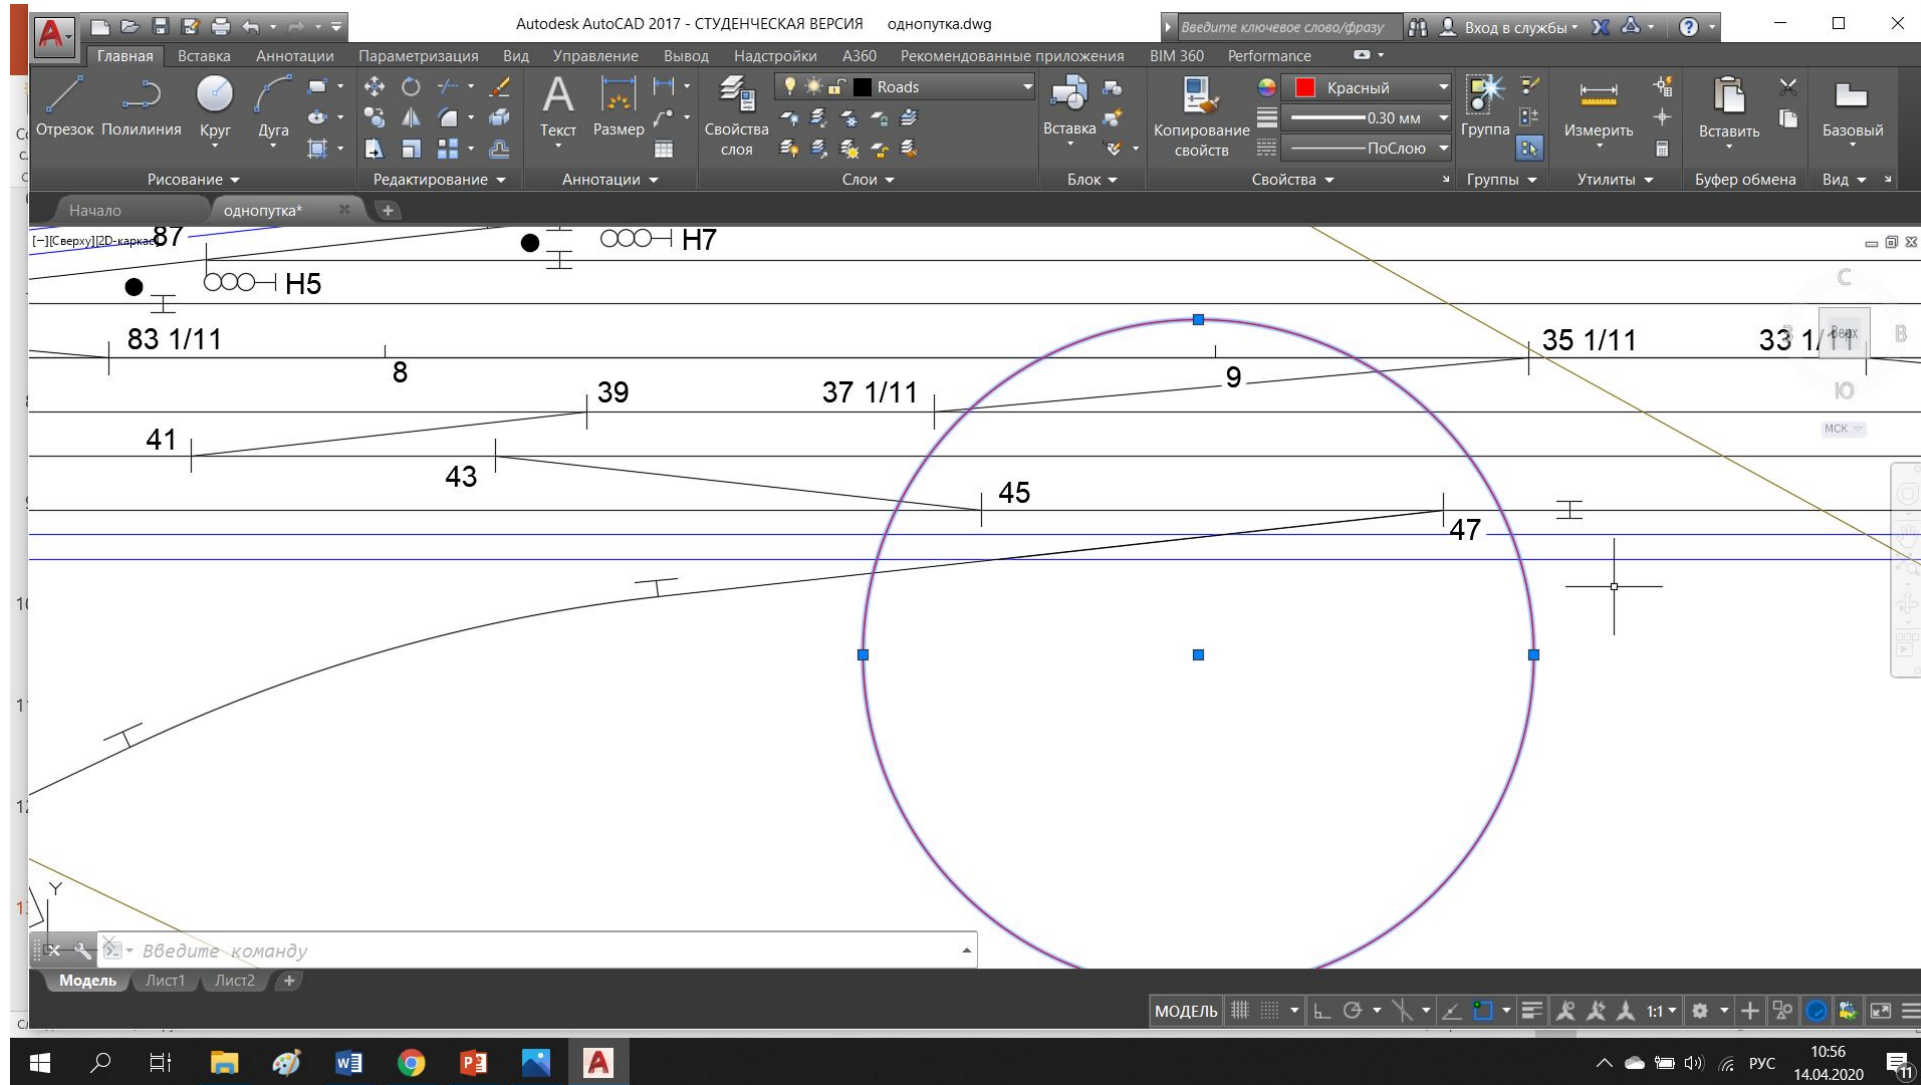 Autodesk AutoCAD 2017 - СТУДЕНЧЕСКАЯ ВЕРСИЯ однопутка.dwg
Введите ключевое слово/фразу
Вход в службы
Главная Вставка Аннотации Параметризация Вид Управление Вывод Надстройки A360 Рекомендованные приложения BIM 360 Performance
Roads
Красный
0.30 мм
ПоСлою
Отрезок Полилиния Круг Дуга
Текст Размер
Свойства слоя
Вставка
Копирование свойств
Группа
Измерить
Вставить
Базовый
Рисование Редактирование Аннотации Слои Блок Свойства Группы Утилиты Буфер обмена Вид
Начало однопутка*
[−][Сверху][2D-каркас]
87
H7
H5
С
83 1/11
35 1/11
33 1/11
Верх
В
8
9
Ю
39
37 1/11
МСК
41
43
45
47
Y
Введите команду
Модель Лист1 Лист2
МОДЕЛЬ
1:1
РУС
10:56
14.04.2020
11